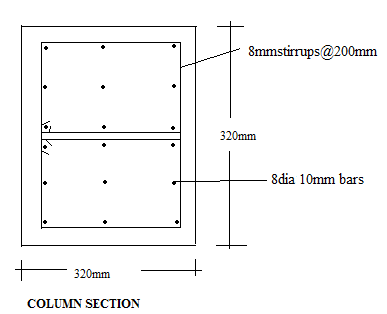 8mmstirrups@200mm
320mm
8dia 10mm bars
320mm
COLUMN SECTION